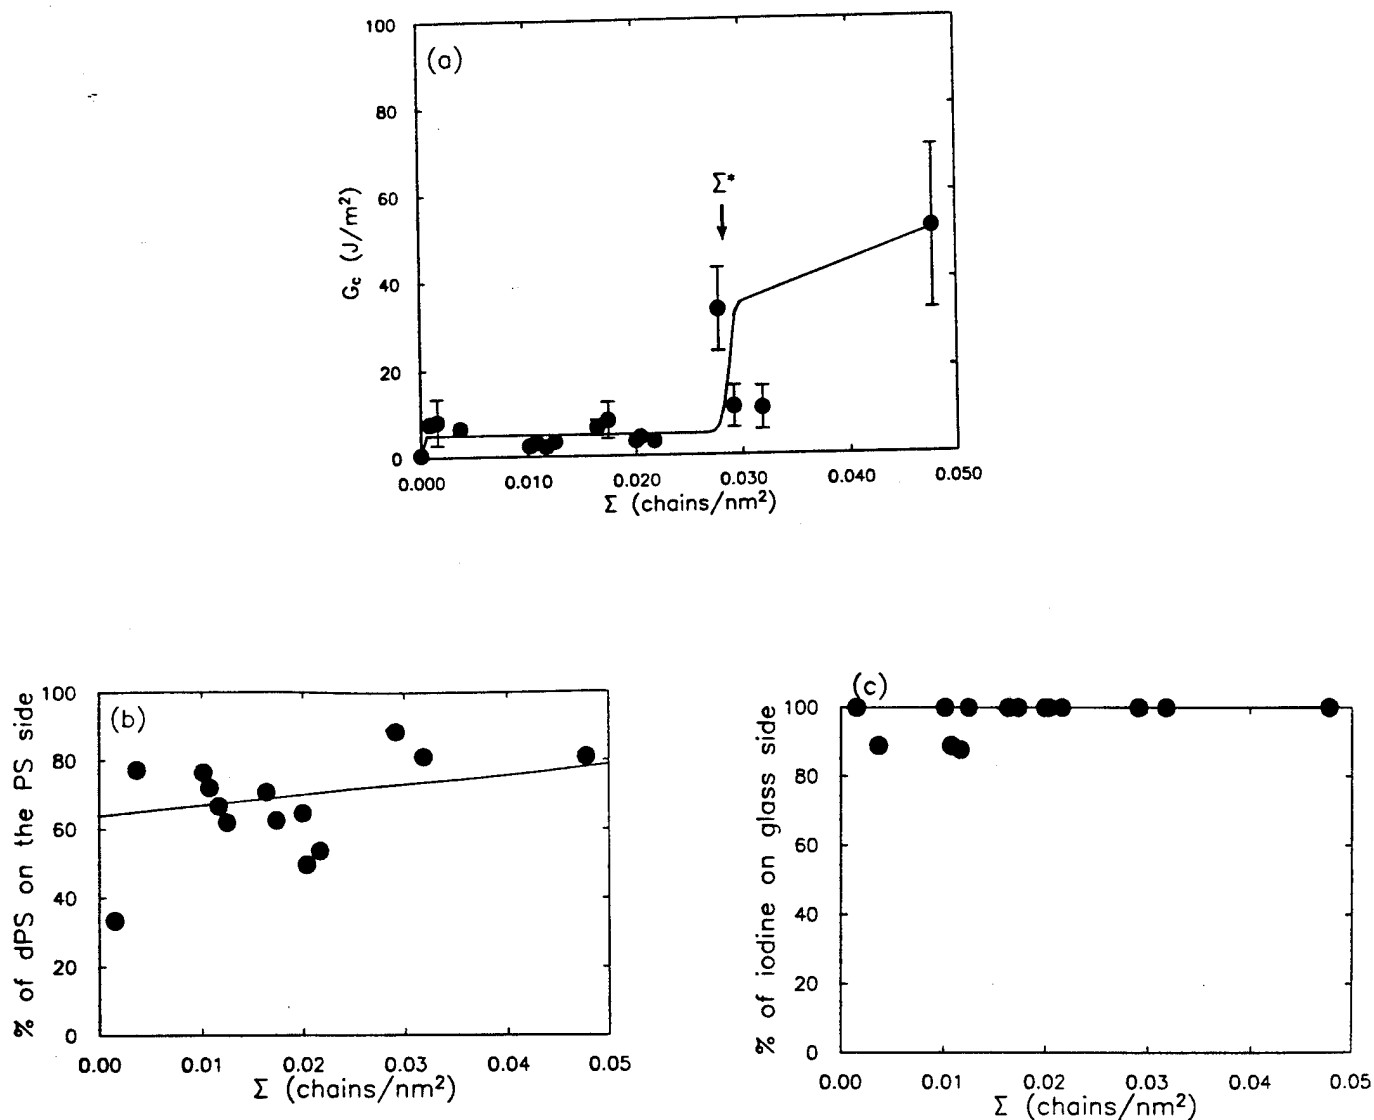 (a)
100
80
60
40
20
0
G_c (J/m²)
Σ*
0.000 0.010 0.020 0.030 0.040 0.050
Σ (chains/nm²)
(b)
100
80
60
40
20
0
% of dPS on the PS side
0.00 0.01 0.02 0.03 0.04 0.05
Σ (chains/nm²)
(c)
100
80
60
40
20
0
% of iodine on glass side
0.00 0.01 0.02 0.03 0.04 0.05
Σ (chains/nm²)